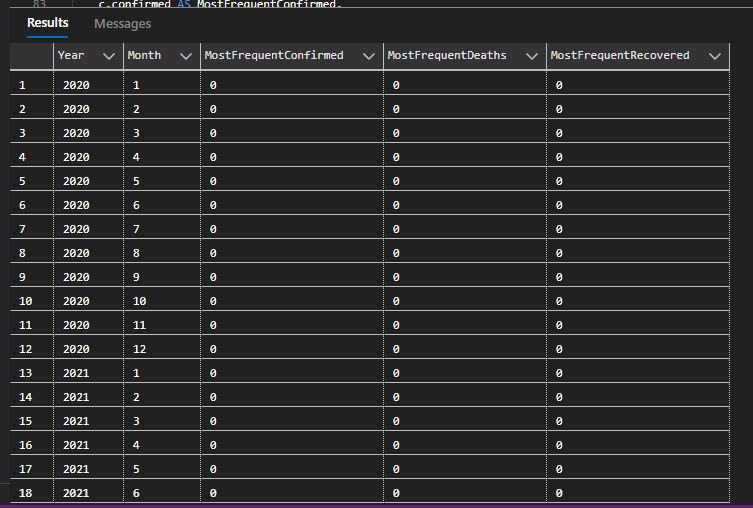 83 c.confirmed AS MostFrequentConfirmed,
Results Messages
Year Month MostFrequentConfirmed MostFrequentDeaths MostFrequentRecovered
1 2020 1 0 0 0
2 2020 2 0 0 0
3 2020 3 0 0 0
4 2020 4 0 0 0
5 2020 5 0 0 0
6 2020 6 0 0 0
7 2020 7 0 0 0
8 2020 8 0 0 0
9 2020 9 0 0 0
10 2020 10 0 0 0
11 2020 11 0 0 0
12 2020 12 0 0 0
13 2021 1 0 0 0
14 2021 2 0 0 0
15 2021 3 0 0 0
16 2021 4 0 0 0
17 2021 5 0 0 0
18 2021 6 0 0 0